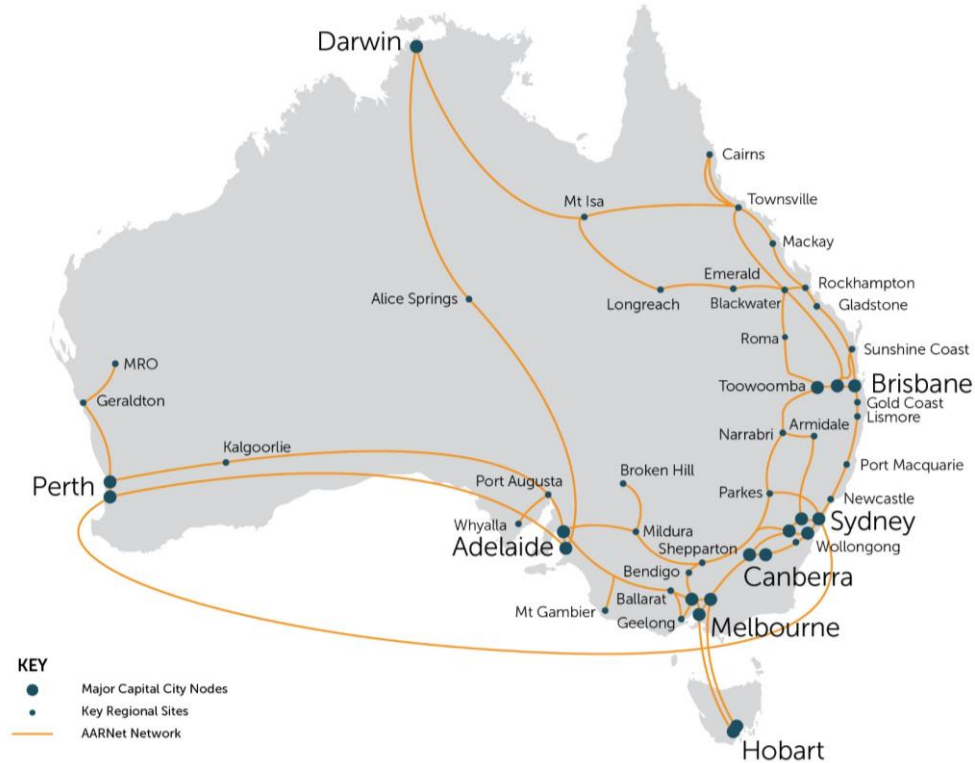 Darwin
Cairns
Mt Isa
Townsville
Mackay
Emerald
Rockhampton
Alice Springs
Longreach
Blackwater
Gladstone
Roma
Sunshine Coast
MRO
Toowoomba
Brisbane
Geraldton
Gold Coast
Lismore
Narrabri
Armidale
Kalgoorlie
Broken Hill
Port Macquarie
Perth
Port Augusta
Parkes
Newcastle
Whyalla
Mildura
Sydney
Adelaide
Shepparton
Wollongong
Bendigo
Canberra
Ballarat
Mt Gambier
Geelong
Melbourne
KEY
Major Capital City Nodes
Key Regional Sites
AARNet Network
Hobart